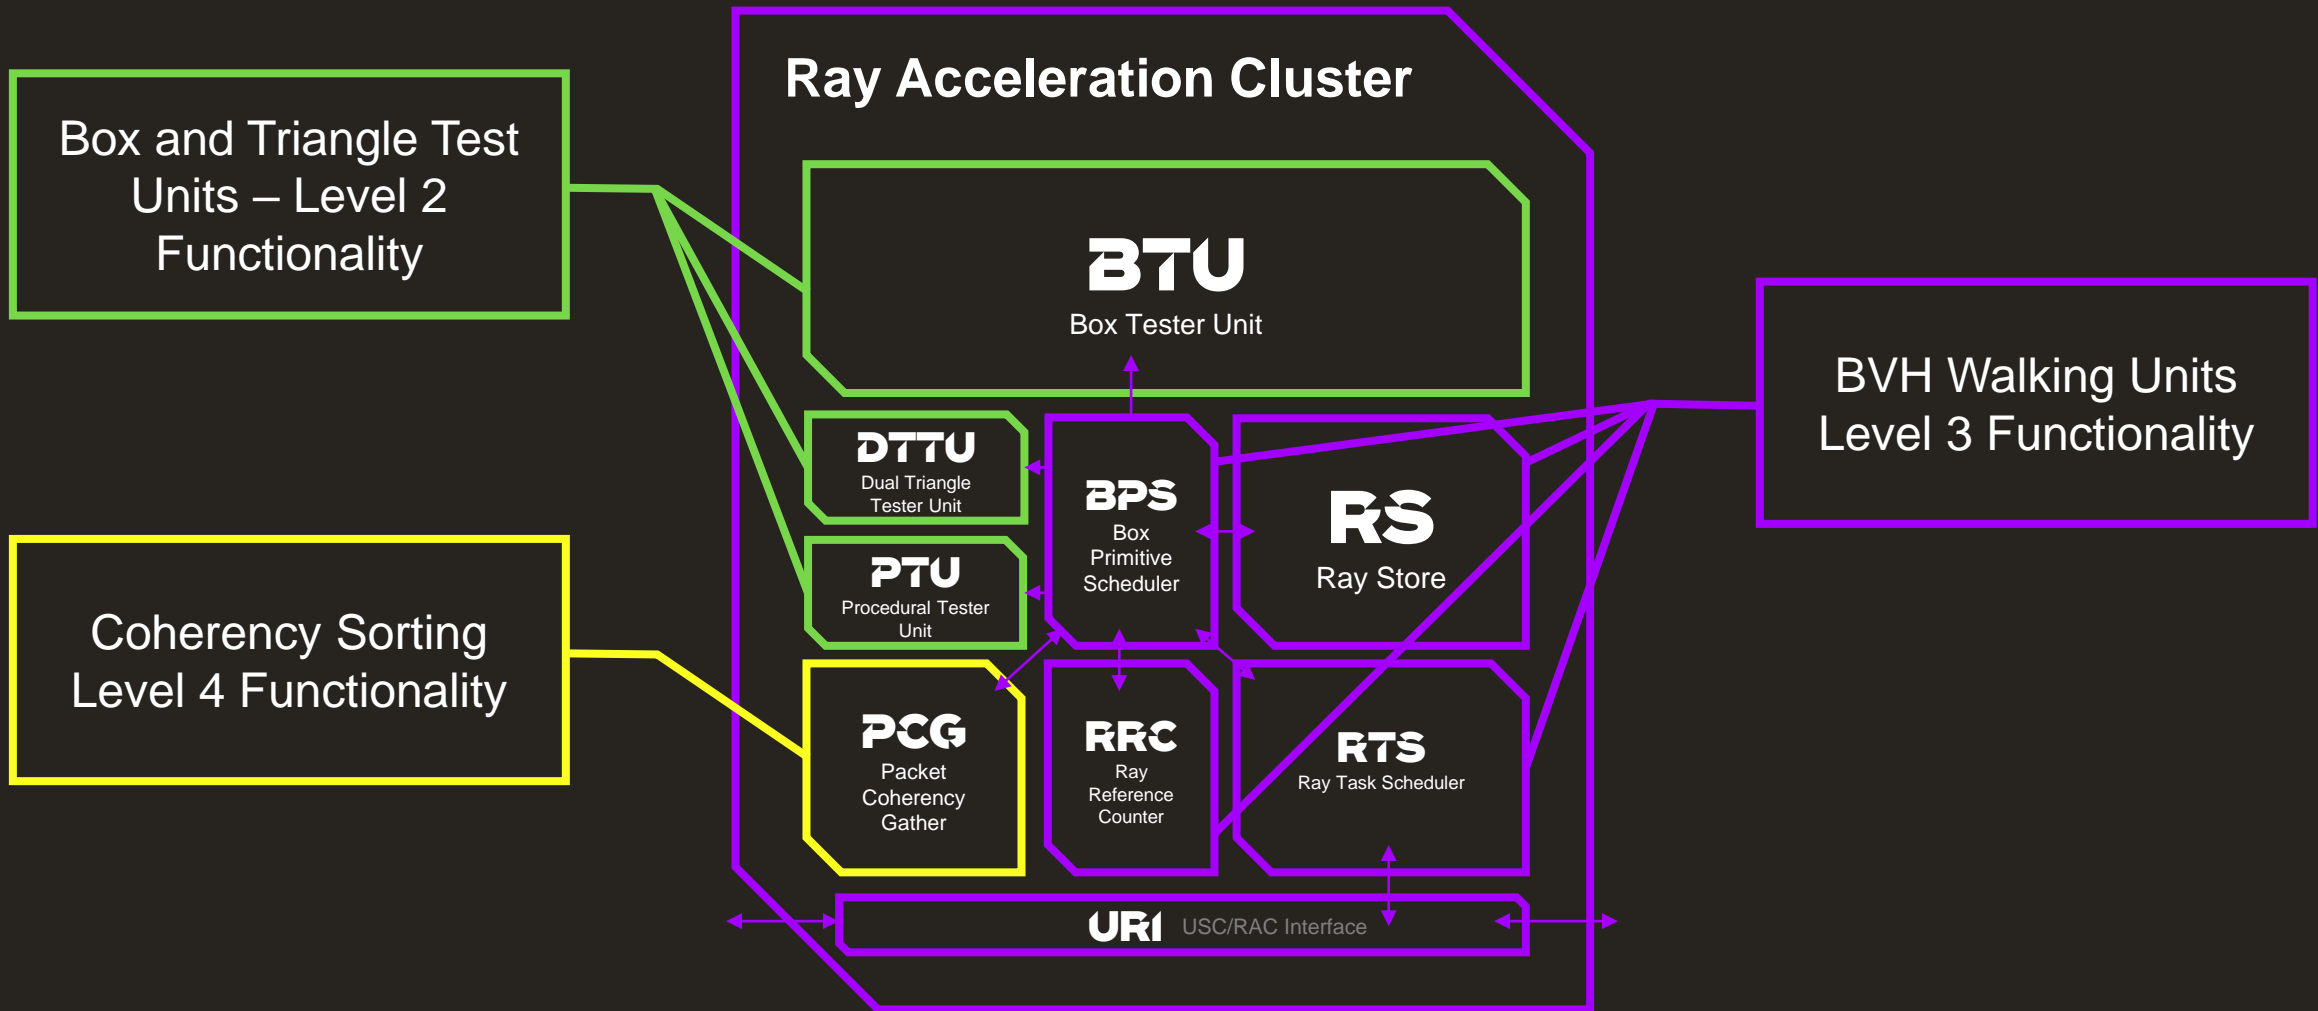 Ray Acceleration Cluster
Box and Triangle Test
Units – Level 2
Functionality
BTU
Box Tester Unit
BVH Walking Units
Level 3 Functionality
DTTU
Dual Triangle
Tester Unit
BPS
Box
Primitive
Scheduler
RS
Ray Store
PTU
Procedural Tester
Unit
Coherency Sorting
Level 4 Functionality
PCG
Packet
Coherency
Gather
RRC
Ray
Reference
Counter
RTS
Ray Task Scheduler
URI USC/RAC Interface